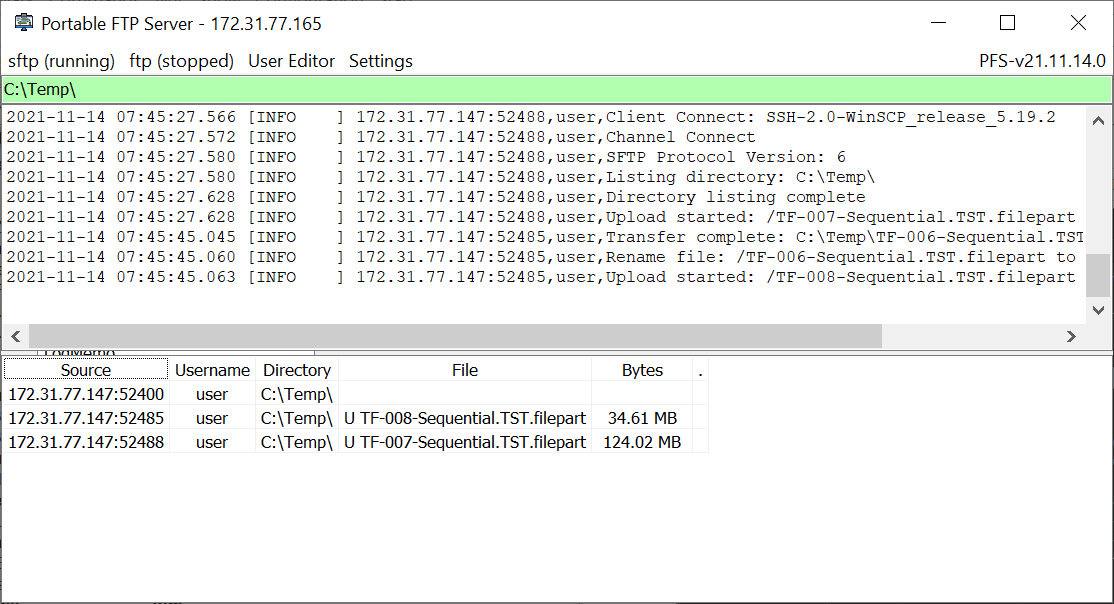 Portable FTP Server - 172.31.77.165
sftp (running) ftp (stopped) User Editor Settings PFS-v21.11.14.0
C:\Temp\
2021-11-14 07:45:27.566 [INFO    ] 172.31.77.147:52488,user,Client Connect: SSH-2.0-WinSCP_release_5.19.2
2021-11-14 07:45:27.572 [INFO    ] 172.31.77.147:52488,user,Channel Connect
2021-11-14 07:45:27.580 [INFO    ] 172.31.77.147:52488,user,SFTP Protocol Version: 6
2021-11-14 07:45:27.580 [INFO    ] 172.31.77.147:52488,user,Listing directory: C:\Temp\
2021-11-14 07:45:27.628 [INFO    ] 172.31.77.147:52488,user,Directory listing complete
2021-11-14 07:45:27.628 [INFO    ] 172.31.77.147:52488,user,Upload started: /TF-007-Sequential.TST.filepart
2021-11-14 07:45:45.045 [INFO    ] 172.31.77.147:52485,user,Transfer complete: C:\Temp\TF-006-Sequential.TST
2021-11-14 07:45:45.060 [INFO    ] 172.31.77.147:52485,user,Rename file: /TF-006-Sequential.TST.filepart to
2021-11-14 07:45:45.063 [INFO    ] 172.31.77.147:52485,user,Upload started: /TF-008-Sequential.TST.filepart
LogMemo
Source Username Directory File Bytes .
172.31.77.147:52400 user C:\Temp\
172.31.77.147:52485 user C:\Temp\ U TF-008-Sequential.TST.filepart 34.61 MB
172.31.77.147:52488 user C:\Temp\ U TF-007-Sequential.TST.filepart 124.02 MB